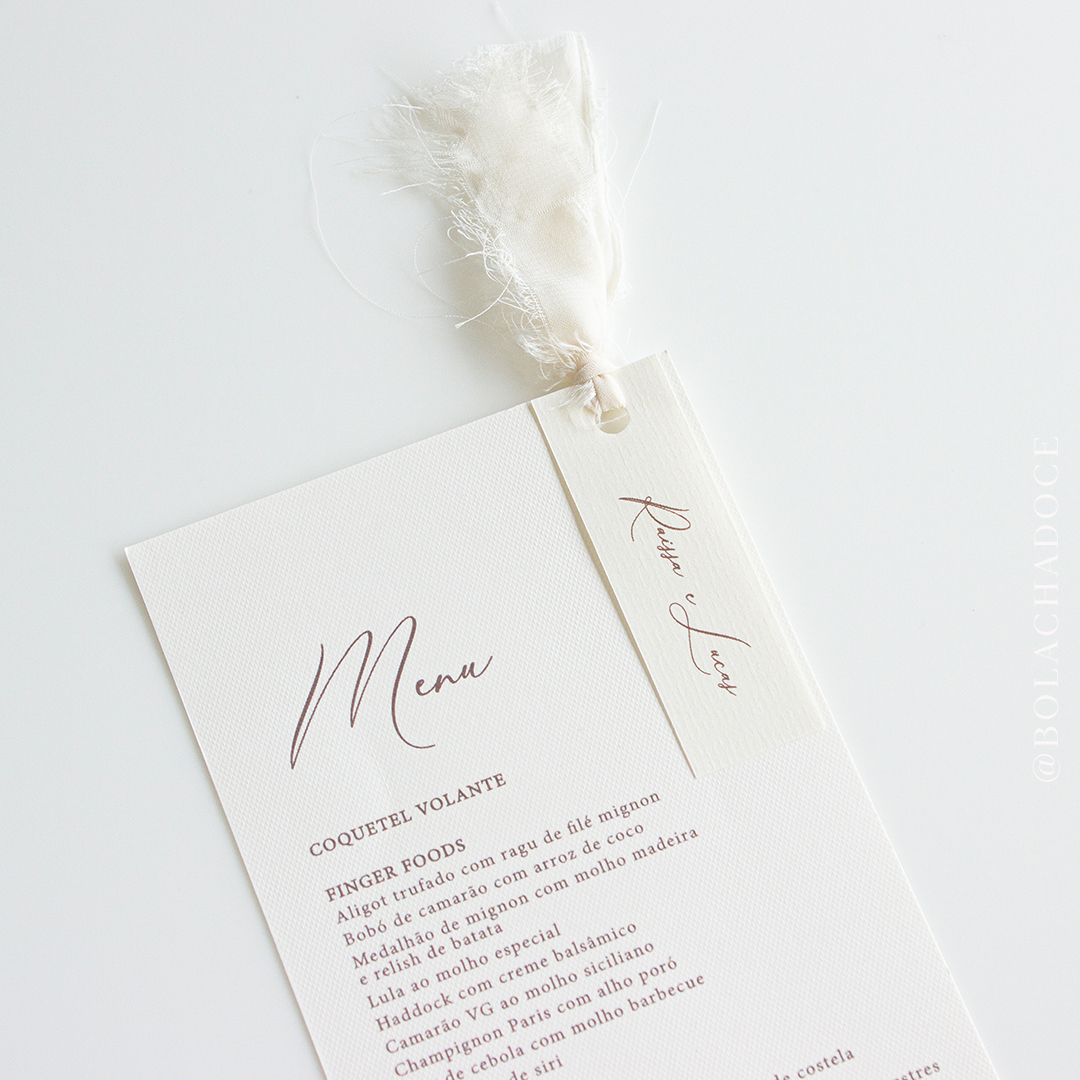 Raissa e Lucas
Menu
COQUETEL VOLANTE
FINGER FOODS
Aligot trufado com ragu de filé mignon
Bobó de camarão com arroz de coco
Medalhão de mignon com molho madeira
e relish de batata
Lula ao molho especial
Haddock com creme balsâmico
Camarão VG ao molho siciliano
Champignon Paris com alho poró
de cebola com molho barbecue
de siri
de costela
@BOLACHADOCE